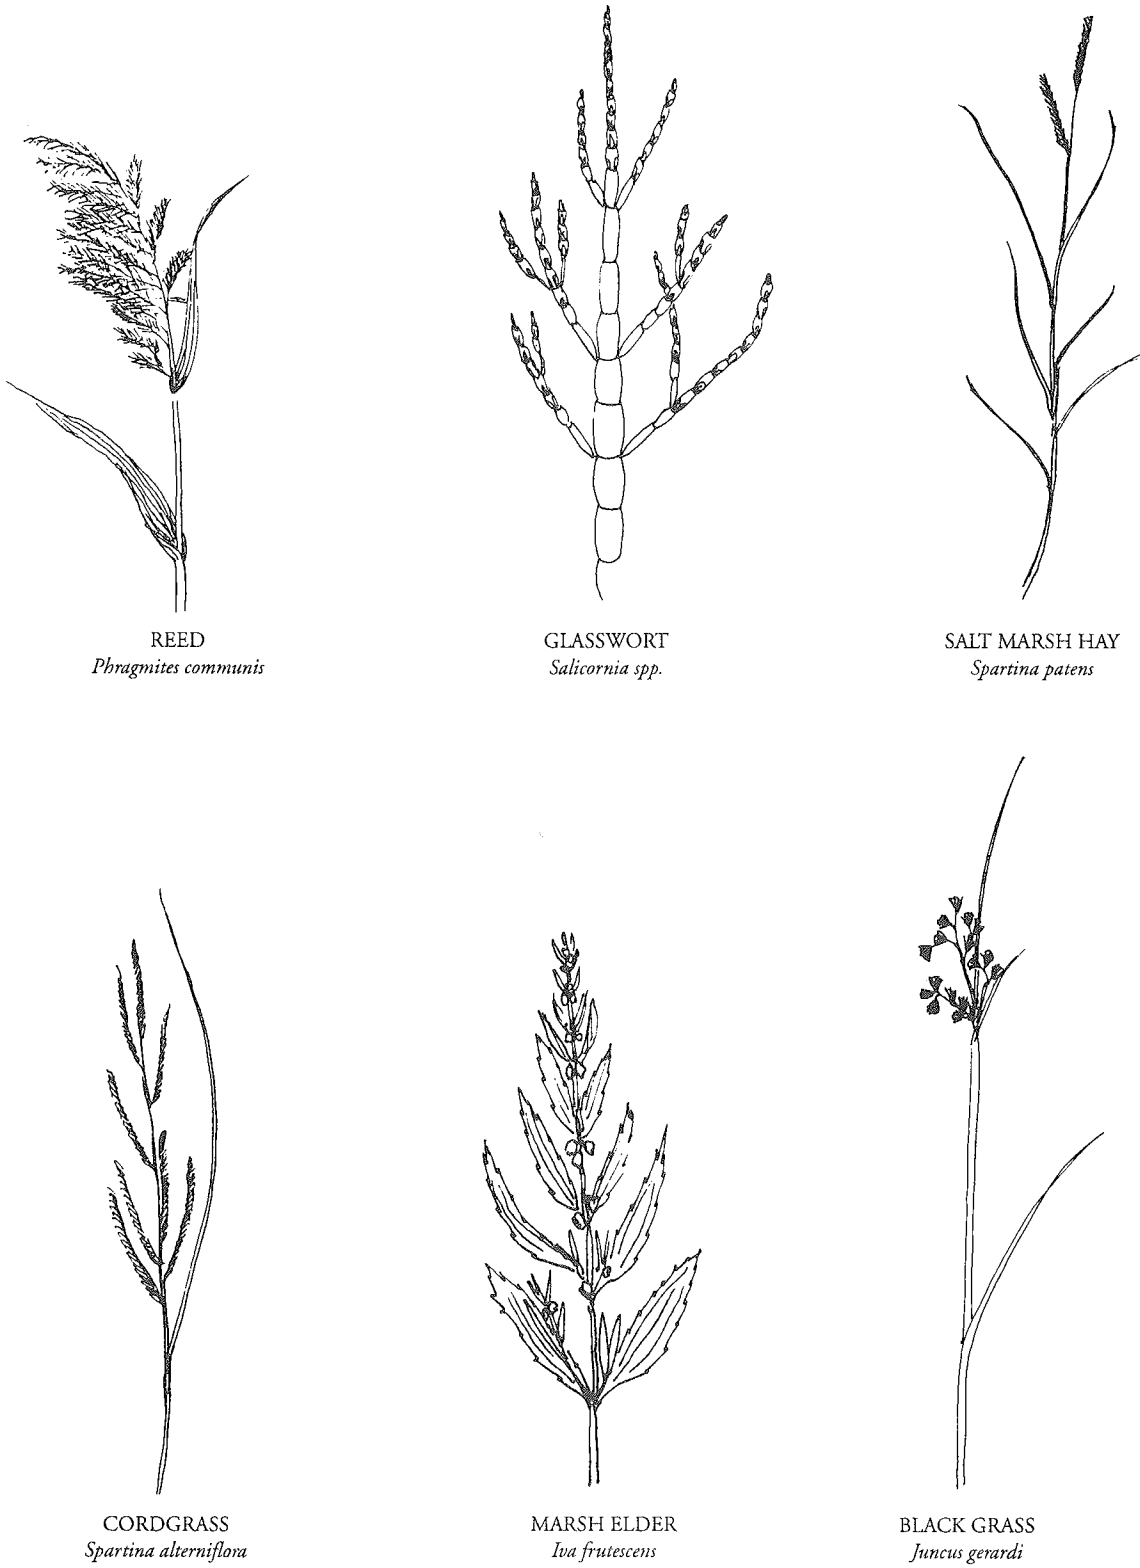 REED
Phragmites communis
GLASSWORT
Salicornia spp.
SALT MARSH HAY
Spartina patens
CORDGRASS
Spartina alterniflora
MARSH ELDER
Iva frutescens
BLACK GRASS
Juncus gerardi